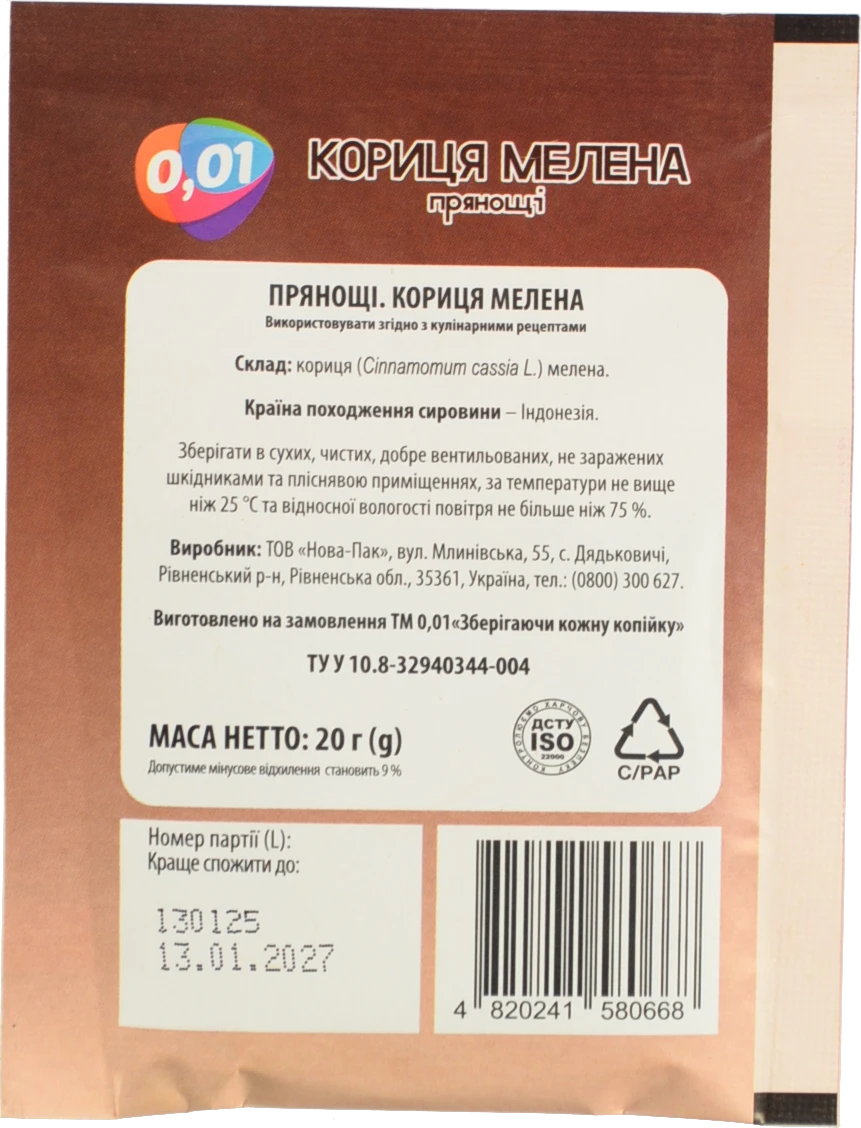 0,01
КОРИЦЯ МЕЛЕНА
прянощі
ПРЯНОЩІ. КОРИЦЯ МЕЛЕНА
Використовувати згідно з кулінарними рецептами
Склад: кориця (Cinnamomum cassia L.) мелена.
Країна походження сировини – Індонезія.
Зберігати в сухих, чистих, добре вентильованих, не заражених
шкідниками та пліснявою приміщеннях, за температури не вище
ніж 25 °С та відносної вологості повітря не більше ніж 75 %.
Виробник: ТОВ «Нова-Пак», вул. Млинівська, 55, с. Дядьковичі,
Рівненський р-н, Рівненська обл., 35361, Україна, тел.: (0800) 300 627.
Виготовлено на замовлення ТМ 0,01«Зберігаючи кожну копійку»
ТУ У 10.8-32940344-004
МАСА НЕТТО: 20 г (g)
Допустиме мінусове відхилення становить 9 %
КОНТРОЛЮЄМО ХАРЧОВУ БЕЗПЕКУ
ДСТУ
ISO
22000
C/PAP
Номер партії (L):
Краще спожити до:
130125
13.01.2027
4 820241 580668